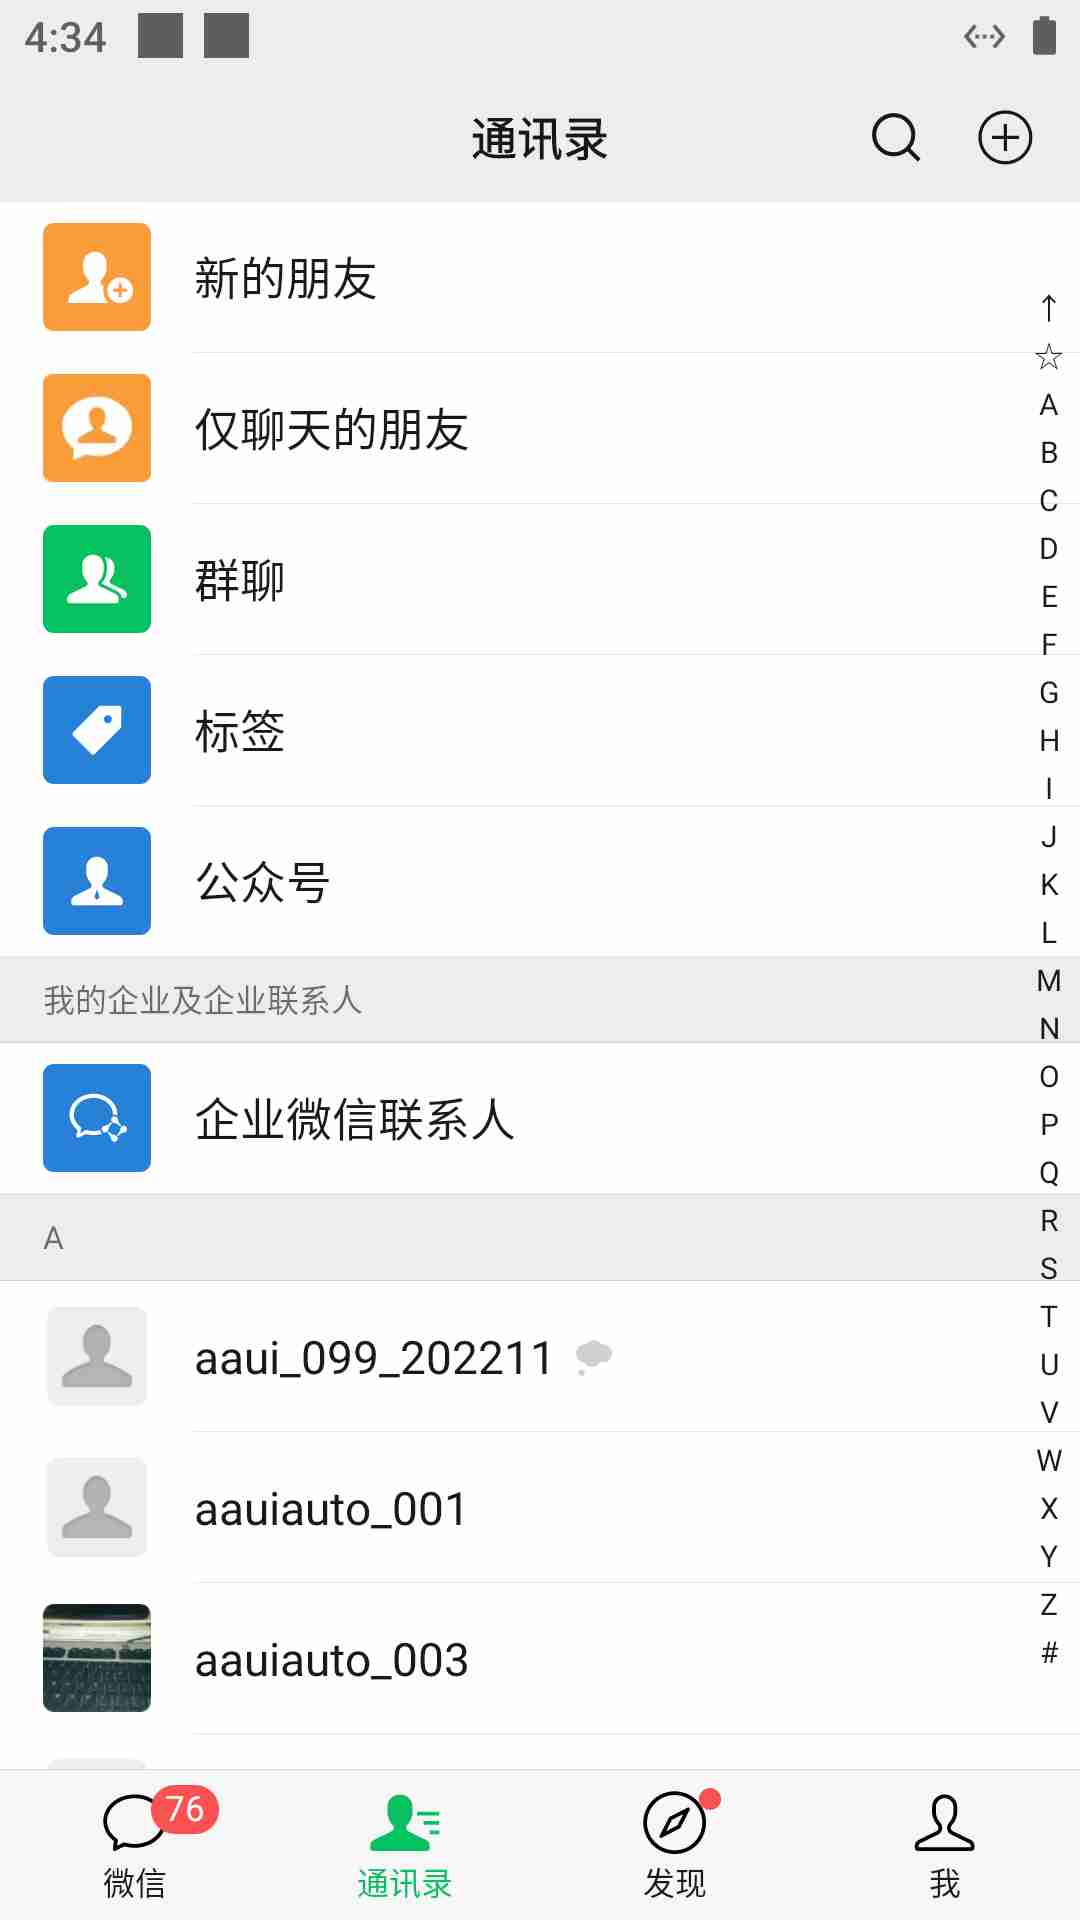 4:34
通讯录
新的朋友
仅聊天的朋友
群聊
标签
公众号
我的企业及企业联系人
企业微信联系人
A
aaui_099_202211
aauiauto_001
aauiauto_003
↑
☆
A
B
C
D
E
F
G
H
I
J
K
L
M
N
O
P
Q
R
S
T
U
V
W
X
Y
Z
#
76
微信
通讯录
发现
我